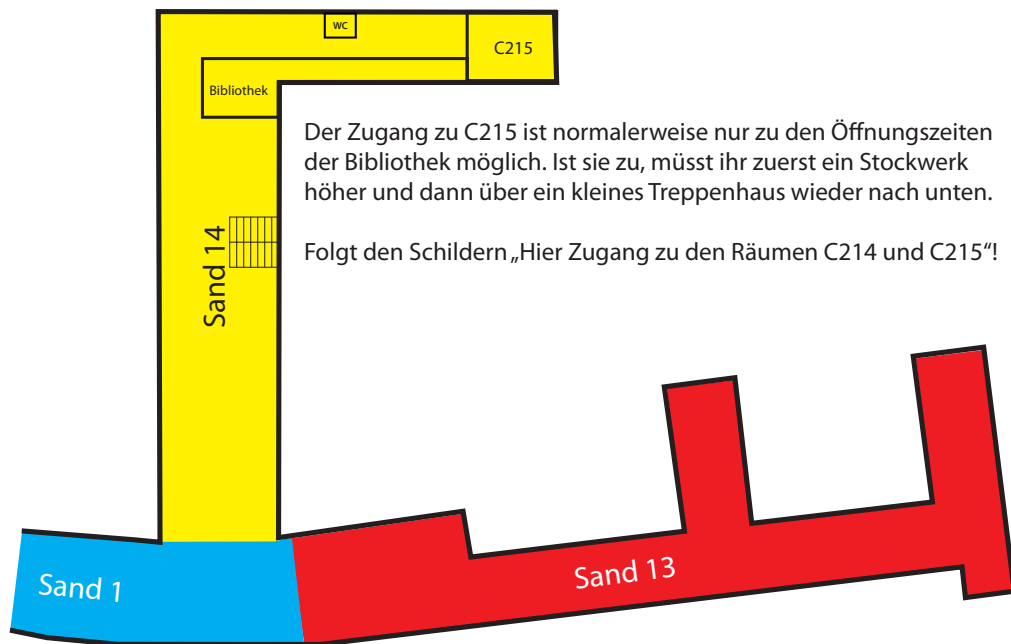 WC
C215
Bibliothek
Der Zugang zu C215 ist normalerweise nur zu den Öffnungszeiten
der Bibliothek möglich. Ist sie zu, müsst ihr zuerst ein Stockwerk
höher und dann über ein kleines Treppenhaus wieder nach unten.
Folgt den Schildern „Hier Zugang zu den Räumen C214 und C215“!
Sand 14
Sand 13
Sand 1